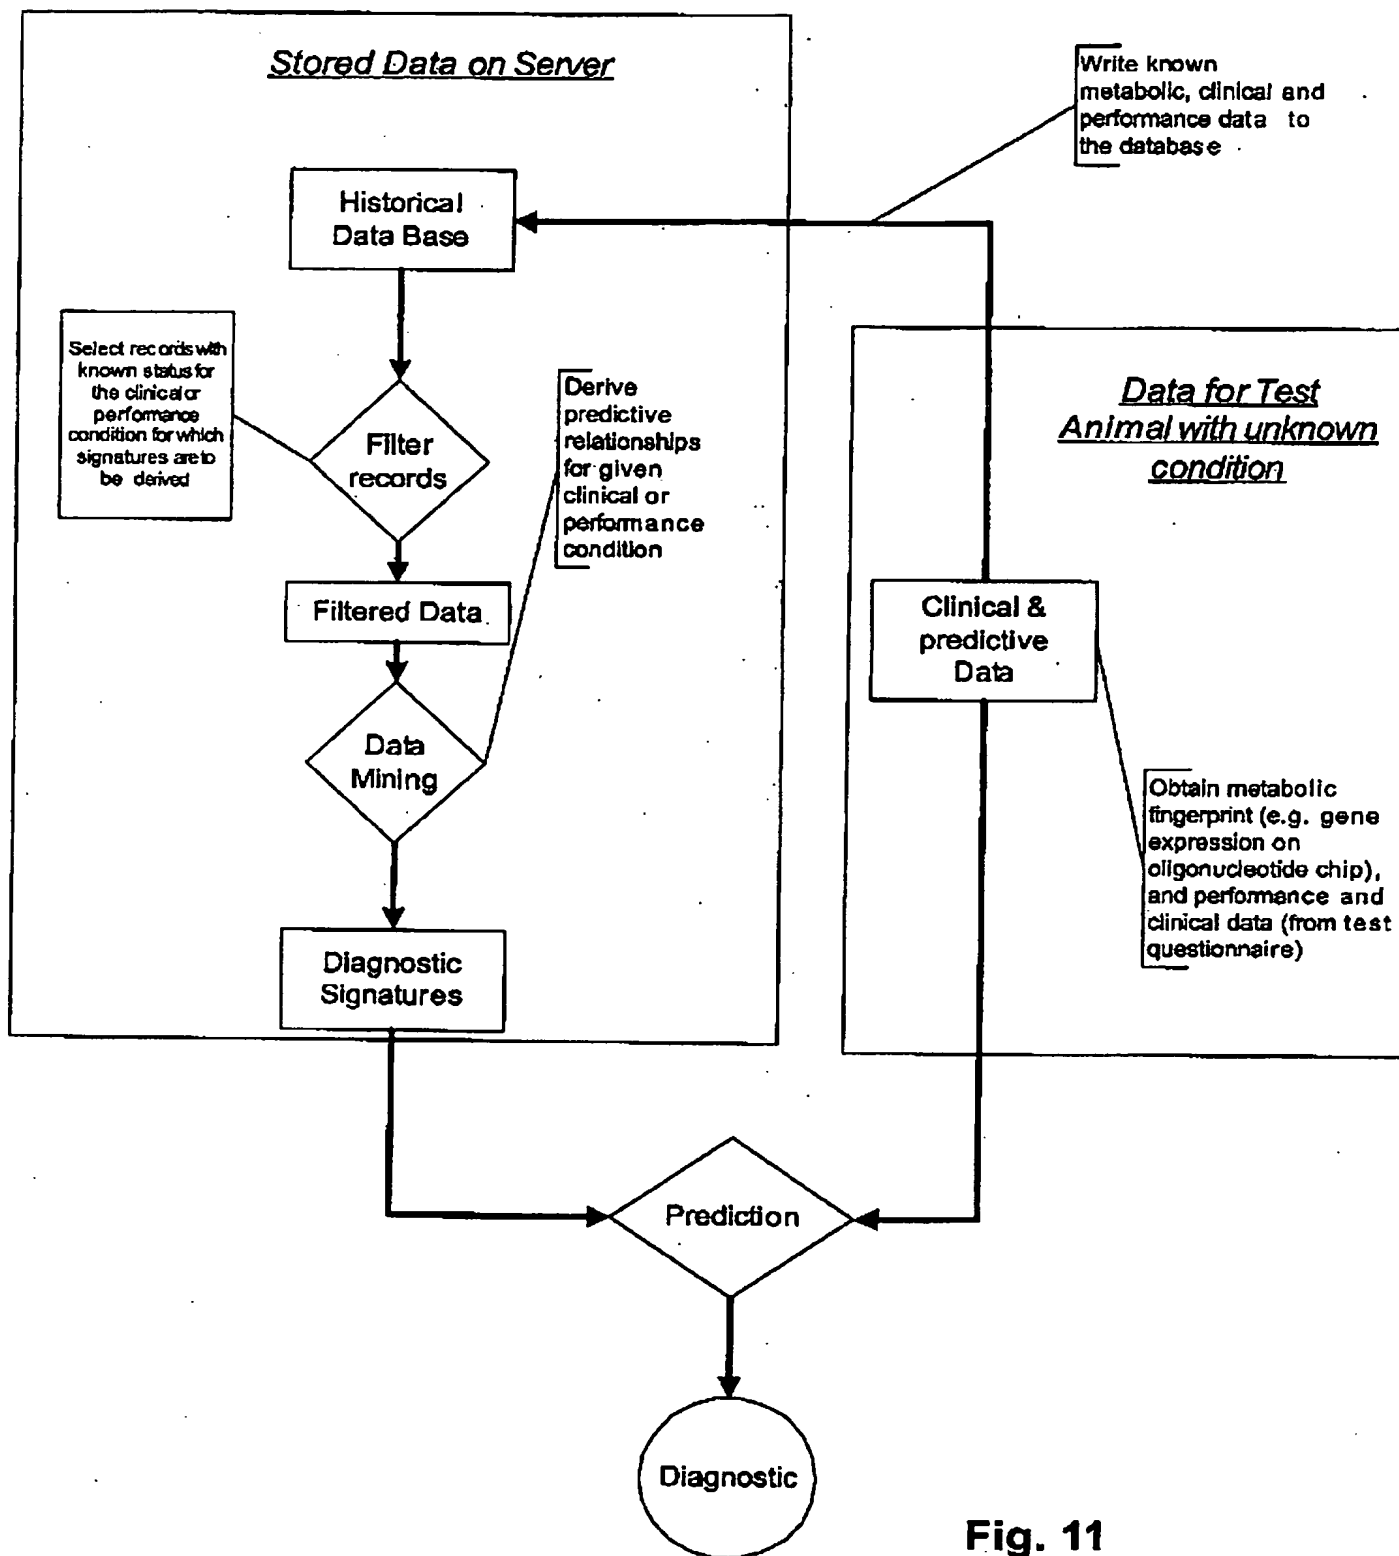 Stored Data on Server
Write known
metabolic, clinical and
performance data to
the database
Historical
Data Base
Select records with
known status for
the clinical or
performance
condition for which
signatures are to
be derived
Filter
records
Derive
predictive
relationships
for given
clinical or
performance
condition
Data for Test
Animal with unknown
condition
Filtered Data
Clinical &
predictive
Data
Data
Mining
Obtain metabolic
fingerprint (e.g. gene
expression on
oligonucleotide chip),
and performance and
clinical data (from test
questionnaire)
Diagnostic
Signatures
Prediction
Diagnostic
Fig. 11